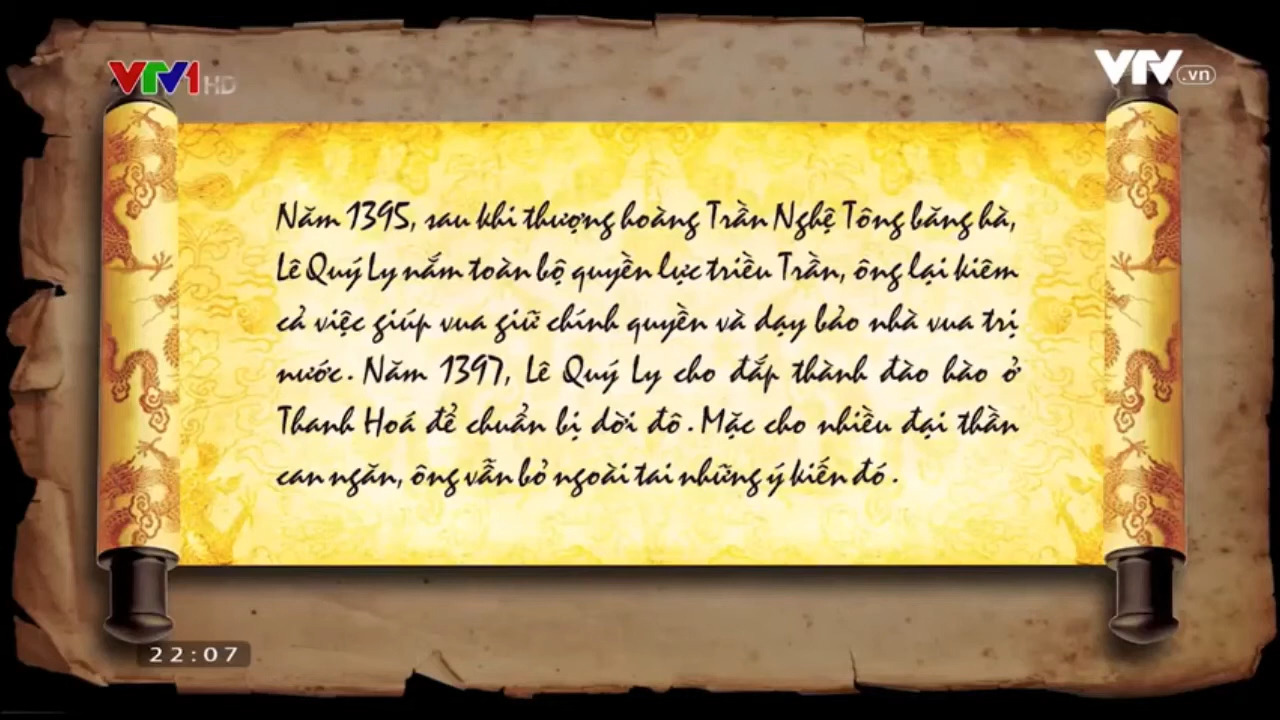 VTV1 HD
VTV.vn
Năm 1395, sau khi thượng hoàng Trần Nghệ Tông băng hà,
Lê Quý Ly nắm toàn bộ quyền lực triều Trần, ông lại kiêm
cả việc giúp vua giữ chính quyền và dạy bảo nhà vua trị
nước. Năm 1397, Lê Quý Ly cho đắp thành đào hào ở
Thanh Hoá để chuẩn bị dời đô. Mặc cho nhiều đại thần
can ngăn, ông vẫn bỏ ngoài tai những ý kiến đó.
22:07